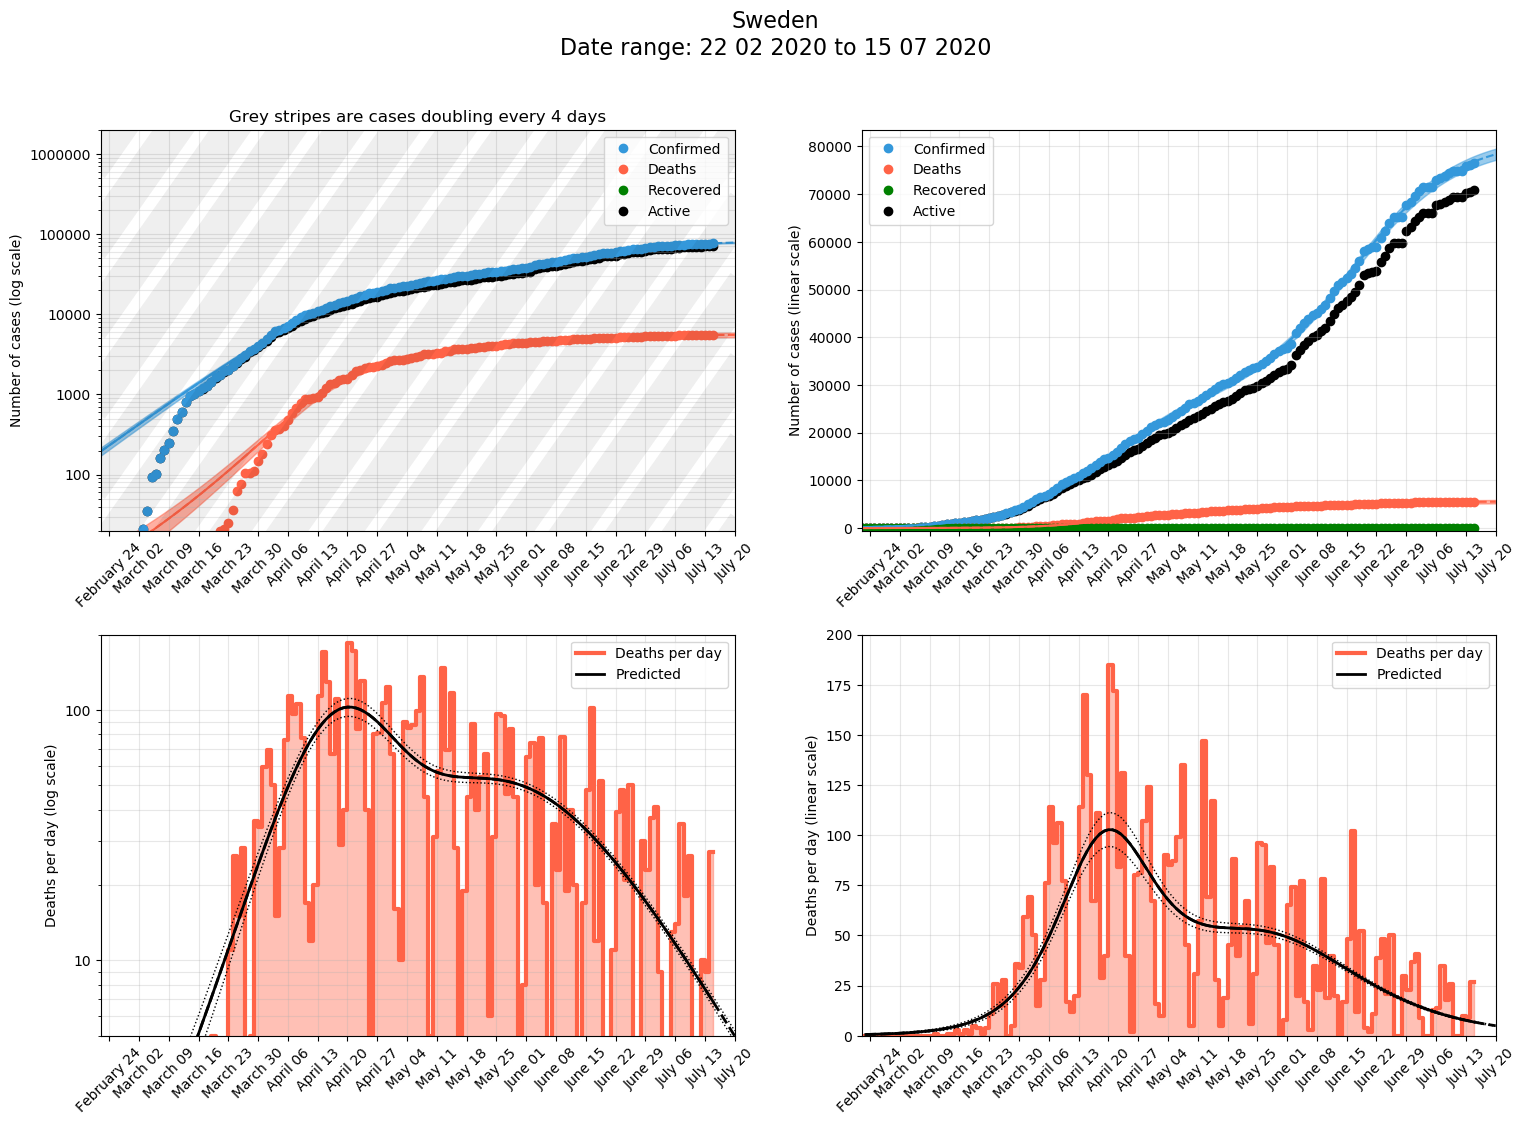 Sweden
Date range: 22 02 2020 to 15 07 2020
Grey stripes are cases doubling every 4 days
Number of cases (log scale)
1000000
100000
10000
1000
100
Confirmed
Deaths
Recovered
Active
February 24
March 02
March 09
March 16
March 23
March 30
April 06
April 13
April 20
April 27
May 04
May 11
May 18
May 25
June 01
June 08
June 15
June 22
June 29
July 06
July 13
July 20
Number of cases (linear scale)
80000
70000
60000
50000
40000
30000
20000
10000
0
Confirmed
Deaths
Recovered
Active
February 24
March 02
March 09
March 16
March 23
March 30
April 06
April 13
April 20
April 27
May 04
May 11
May 18
May 25
June 01
June 08
June 15
June 22
June 29
July 06
July 13
July 20
Deaths per day (log scale)
100
10
Deaths per day
Predicted
February 24
March 02
March 09
March 16
March 23
March 30
April 06
April 13
April 20
April 27
May 04
May 11
May 18
May 25
June 01
June 08
June 15
June 22
June 29
July 06
July 13
July 20
Deaths per day (linear scale)
200
175
150
125
100
75
50
25
0
Deaths per day
Predicted
February 24
March 02
March 09
March 16
March 23
March 30
April 06
April 13
April 20
April 27
May 04
May 11
May 18
May 25
June 01
June 08
June 15
June 22
June 29
July 06
July 13
July 20